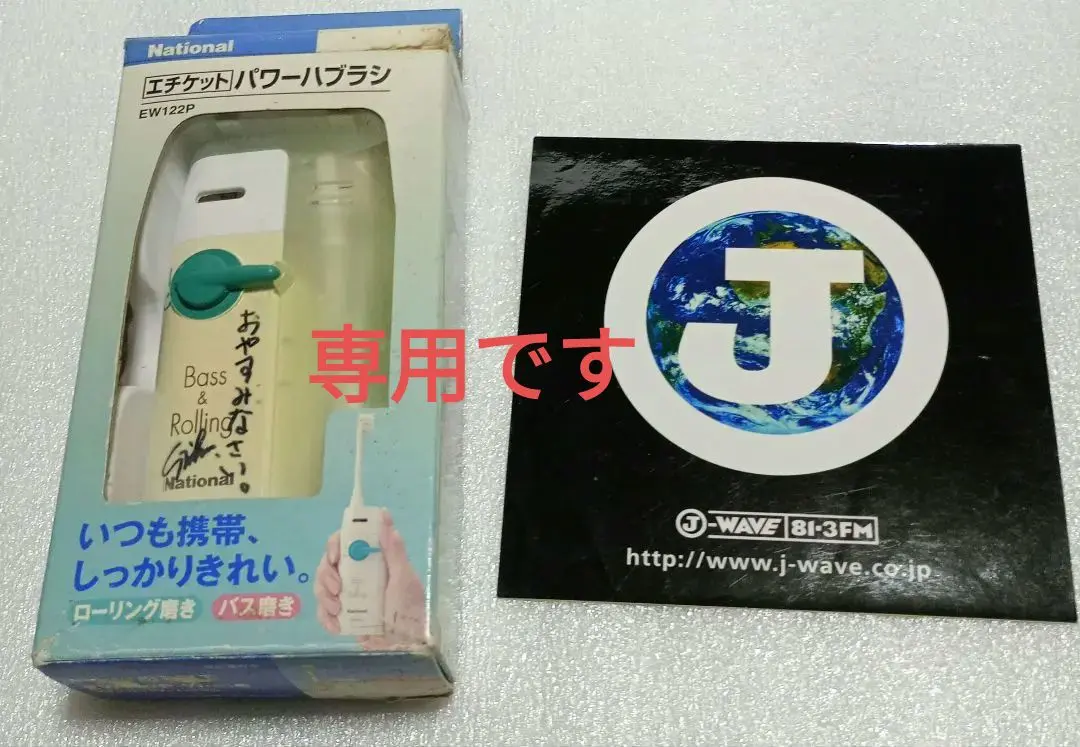 National
エチケット パワーハブラシ
EW122P
おやすみなさい。
Bass
&
Rolling
National
いつも携帯、
しっかりきれい。
ローリング磨き バス磨き
National
専用です
J
J-WAVE 81.3FM
http://www.j-wave.co.jp